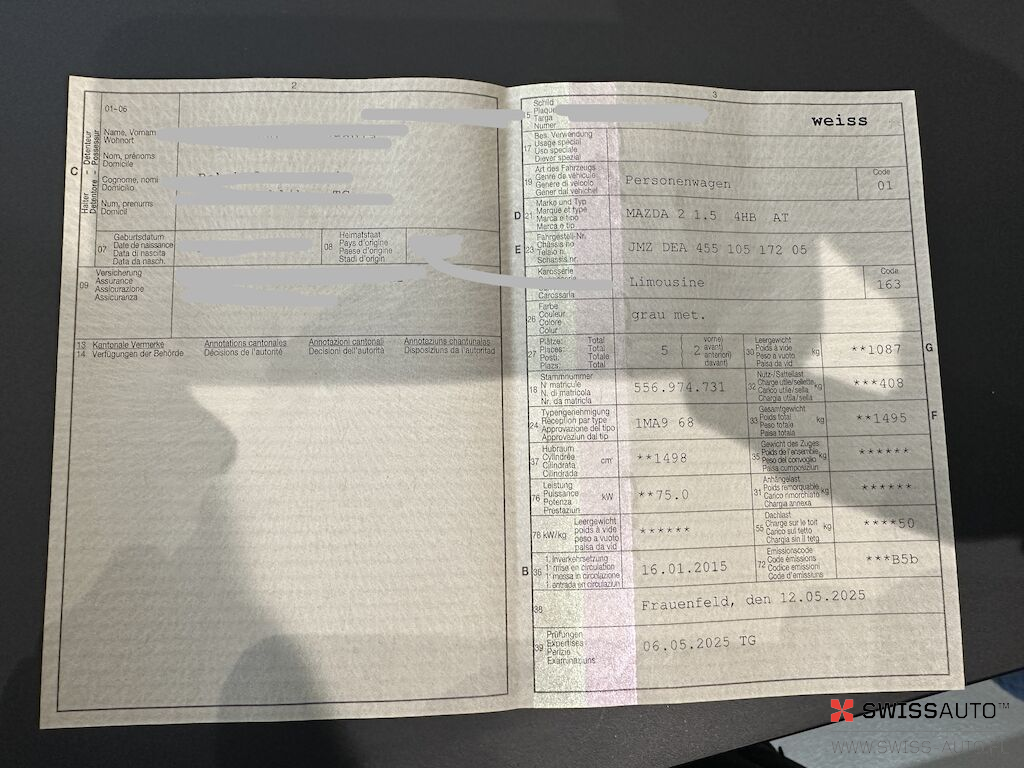 2
01-06
C
Halter - Détenteur
Detentore - Possessur
Name, Vornam
Wohnort
Nom, prénoms
Domicile
Cognome, nomi
Domicilio
Num, prenums
Domicil
TG
07
Geburtsdatum
Date de naissance
Data di nascita
Data da nasch.
08
Heimatstaat
Pays d'origine
Paese d'origine
Stadi d'origin
09
Versicherung
Assurance
Assicurazione
Assicuranza
13 Kantonale Vermerke Annotations cantonales Annotazioni cantonali Annotaziuns chantunalas
14 Verfügungen der Behörde Décisions de l'autorité Decisioni dell'autorità Disposiziuns da l'autoritad
3
15
Schild
Plaque
Targa
Numer
weiss
17
Bes. Verwendung
Usage spécial
Uso speciale
Diever spezial
19
Art des Fahrzeugs
Genre de véhicule
Genere di veicolo
Gener dal vehichel
Personenwagen
Code
01
D 21
Marke und Typ
Marque et type
Marca e tipo
Marca e tip
MAZDA 2 1.5 4HB AT
E 23
Fahrgestell-Nr.
Châssis no
Telaio n.
Schassis nr.
JMZ DEA 455 105 172 05
Karosserie
Carossaria
Limousine
Code
163
26
Farbe
Couleur
Colore
Colur
grau met.
27
Plätze: Total
Places: Total
Posti: Totale
Plazs: Total
5
(vorne)
avant)
anteriori)
davant)
2
30
Leergewicht
Poids à vide
Peso a vuoto
Paisa da vid
kg
**1087
G
18
Stammnummer
N° matricule
N. di matricola
Nr. da matricla
556.974.731
32
Nutz-/Sattellast
Charge utile/sellette
Carico utile/sella
Chargia utila/sella
kg
***408
24
Typengenehmigung
Réception par type
Approvazione del tipo
Approvaziun dal tip
1MA9 68
33
Gesamtgewicht
Poids total
Peso totale
Paisa totala
kg
**1495
F
37
Hubraum
Cylindrée
Cilindrata
Cilindrada
cm³
**1498
35
Gewicht des Zuges
Poids de l'ensemble
Peso del convoglio
Paisa cumposiziun
kg
******
76
Leistung
Puissance
Potenza
Prestaziun
kW
**75.0
31
Anhängelast
Poids remorquable
Carico rimorchiato
Chargia annexa
kg
******
78 kW/kg
Leergewicht
poids à vide
peso a vuoto
paisa da vid
******
55
Dachlast
Charge sur le toit
Carico sul tetto
Chargia sin il tetg
kg
****50
B 36
1. Inverkehrsetzung
1re mise en circulation
1a messa in circolazione
1. entrada en circulaziun
16.01.2015
72
Emissionscode
Code émissions
Codice emissioni
Code d'emissiuns
***B5b
38
Frauenfeld, den 12.05.2025
39
Prüfungen
Expertises
Perizie
Examinaziuns
06.05.2025 TG
SWISSAUTO™
WWW.SWISS-AUTO.PL